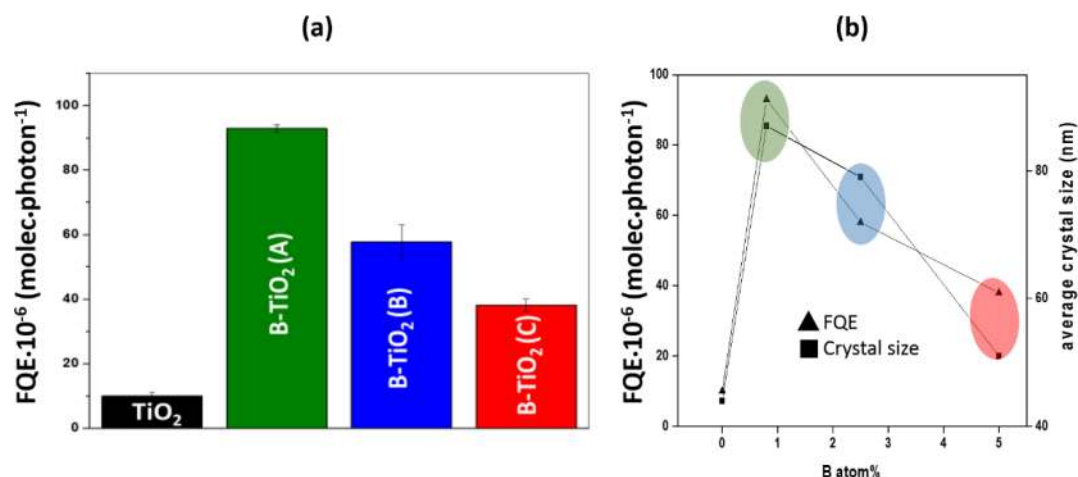 (a)
FQE·10⁻⁶ (molec.photon⁻¹)
100
80
60
40
20
0
TiO₂
B-TiO₂ (A)
B-TiO₂ (B)
B-TiO₂ (C)
(b)
FQE·10⁻⁶ (molec.photon⁻¹)
100
80
60
40
20
0
FQE
Crystal size
0
1
2
3
4
5
B atom%
80
60
40
average crystal size (nm)